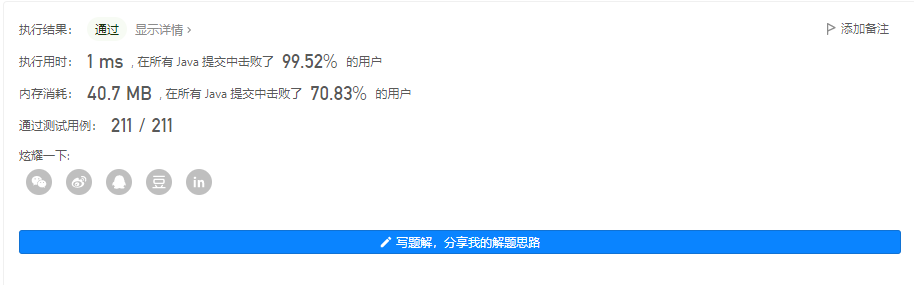 执行结果： 通过 显示详情 › 添加备注
执行用时： 1 ms , 在所有 Java 提交中击败了 99.52% 的用户
内存消耗： 40.7 MB , 在所有 Java 提交中击败了 70.83% 的用户
通过测试用例： 211 / 211
炫耀一下:
豆 in
写题解，分享我的解题思路